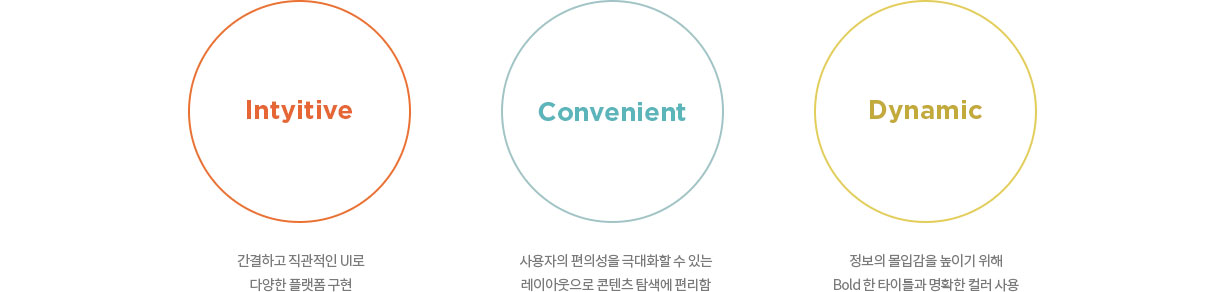 Intyitive
Convenient
Dynamic
간결하고 직관적인 UI로
다양한 플랫폼 구현
사용자의 편의성을 극대화할 수 있는
레이아웃으로 콘텐츠 탐색에 편리함
정보의 몰입감을 높이기 위해
Bold 한 타이틀과 명확한 컬러 사용